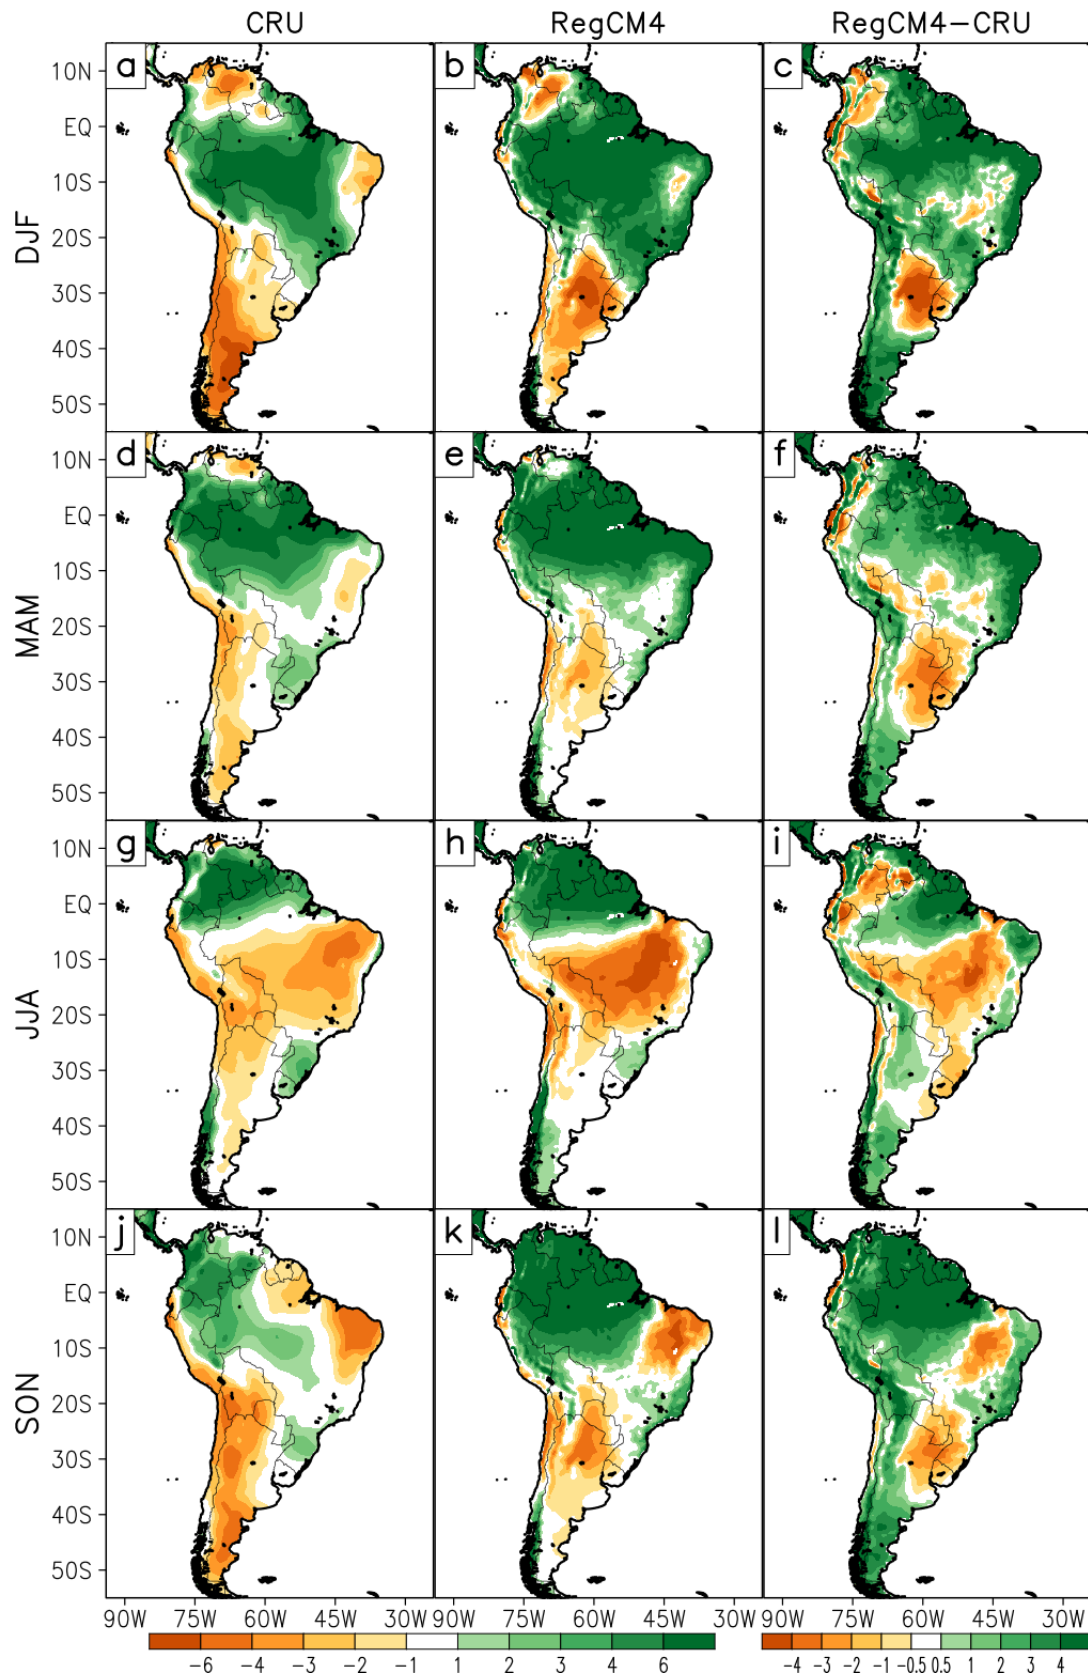 CRU RegCM4 RegCM4−CRU
a b c
10N
EQ
10S
20S
30S
40S
50S
DJF
d e f
10N
EQ
10S
20S
30S
40S
50S
MAM
g h i
10N
EQ
10S
20S
30S
40S
50S
JJA
j k l
10N
EQ
10S
20S
30S
40S
50S
SON
90W 75W 60W 45W 30W 90W 75W 60W 45W 30W 90W 75W 60W 45W 30W
−6 −4 −3 −2 −1 1 2 3 4 6 −4 −3 −2 −1 −0.5 0.5 1 2 3 4